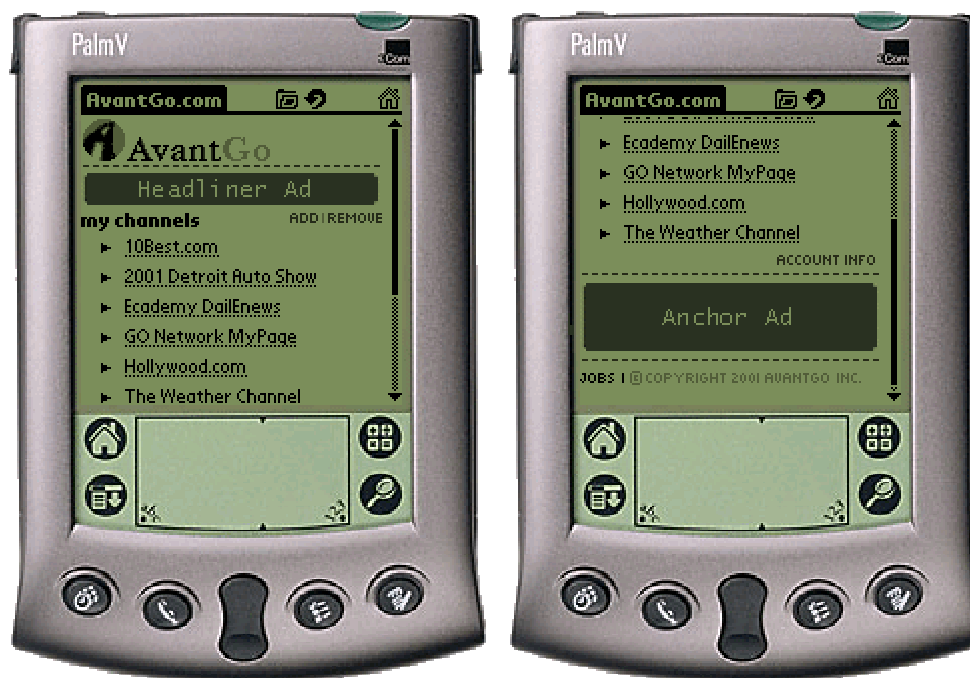 PalmV
3Com
AvantGo.com
AvantGo
Headliner Ad
my channels
ADD | REMOVE
10Best.com
2001 Detroit Auto Show
Ecademy DailEnews
GO Network MyPage
Hollywood.com
The Weather Channel
123
PalmV
3Com
AvantGo.com
Ecademy DailEnews
GO Network MyPage
Hollywood.com
The Weather Channel
ACCOUNT INFO
Anchor Ad
JOBS | © COPYRIGHT 2001 AVANTGO INC.
123